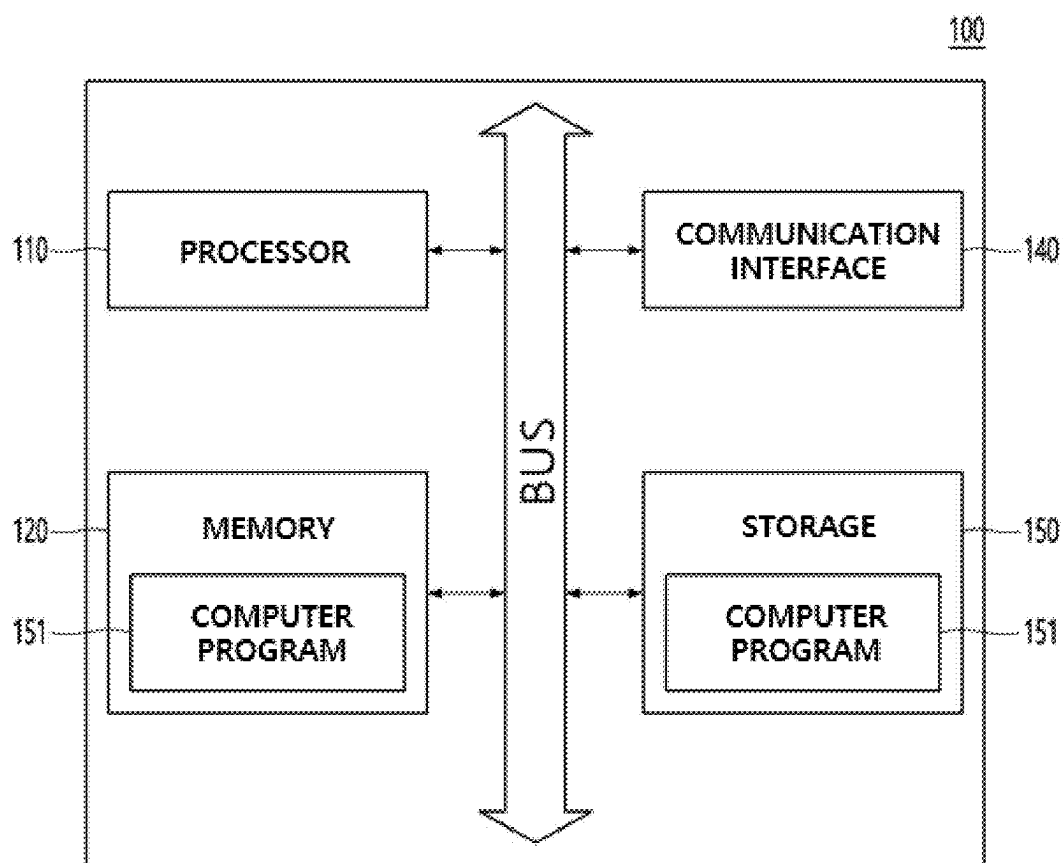 100
110
PROCESSOR
COMMUNICATION
INTERFACE
140
BUS
120
MEMORY
STORAGE
150
151
COMPUTER
PROGRAM
COMPUTER
PROGRAM
151